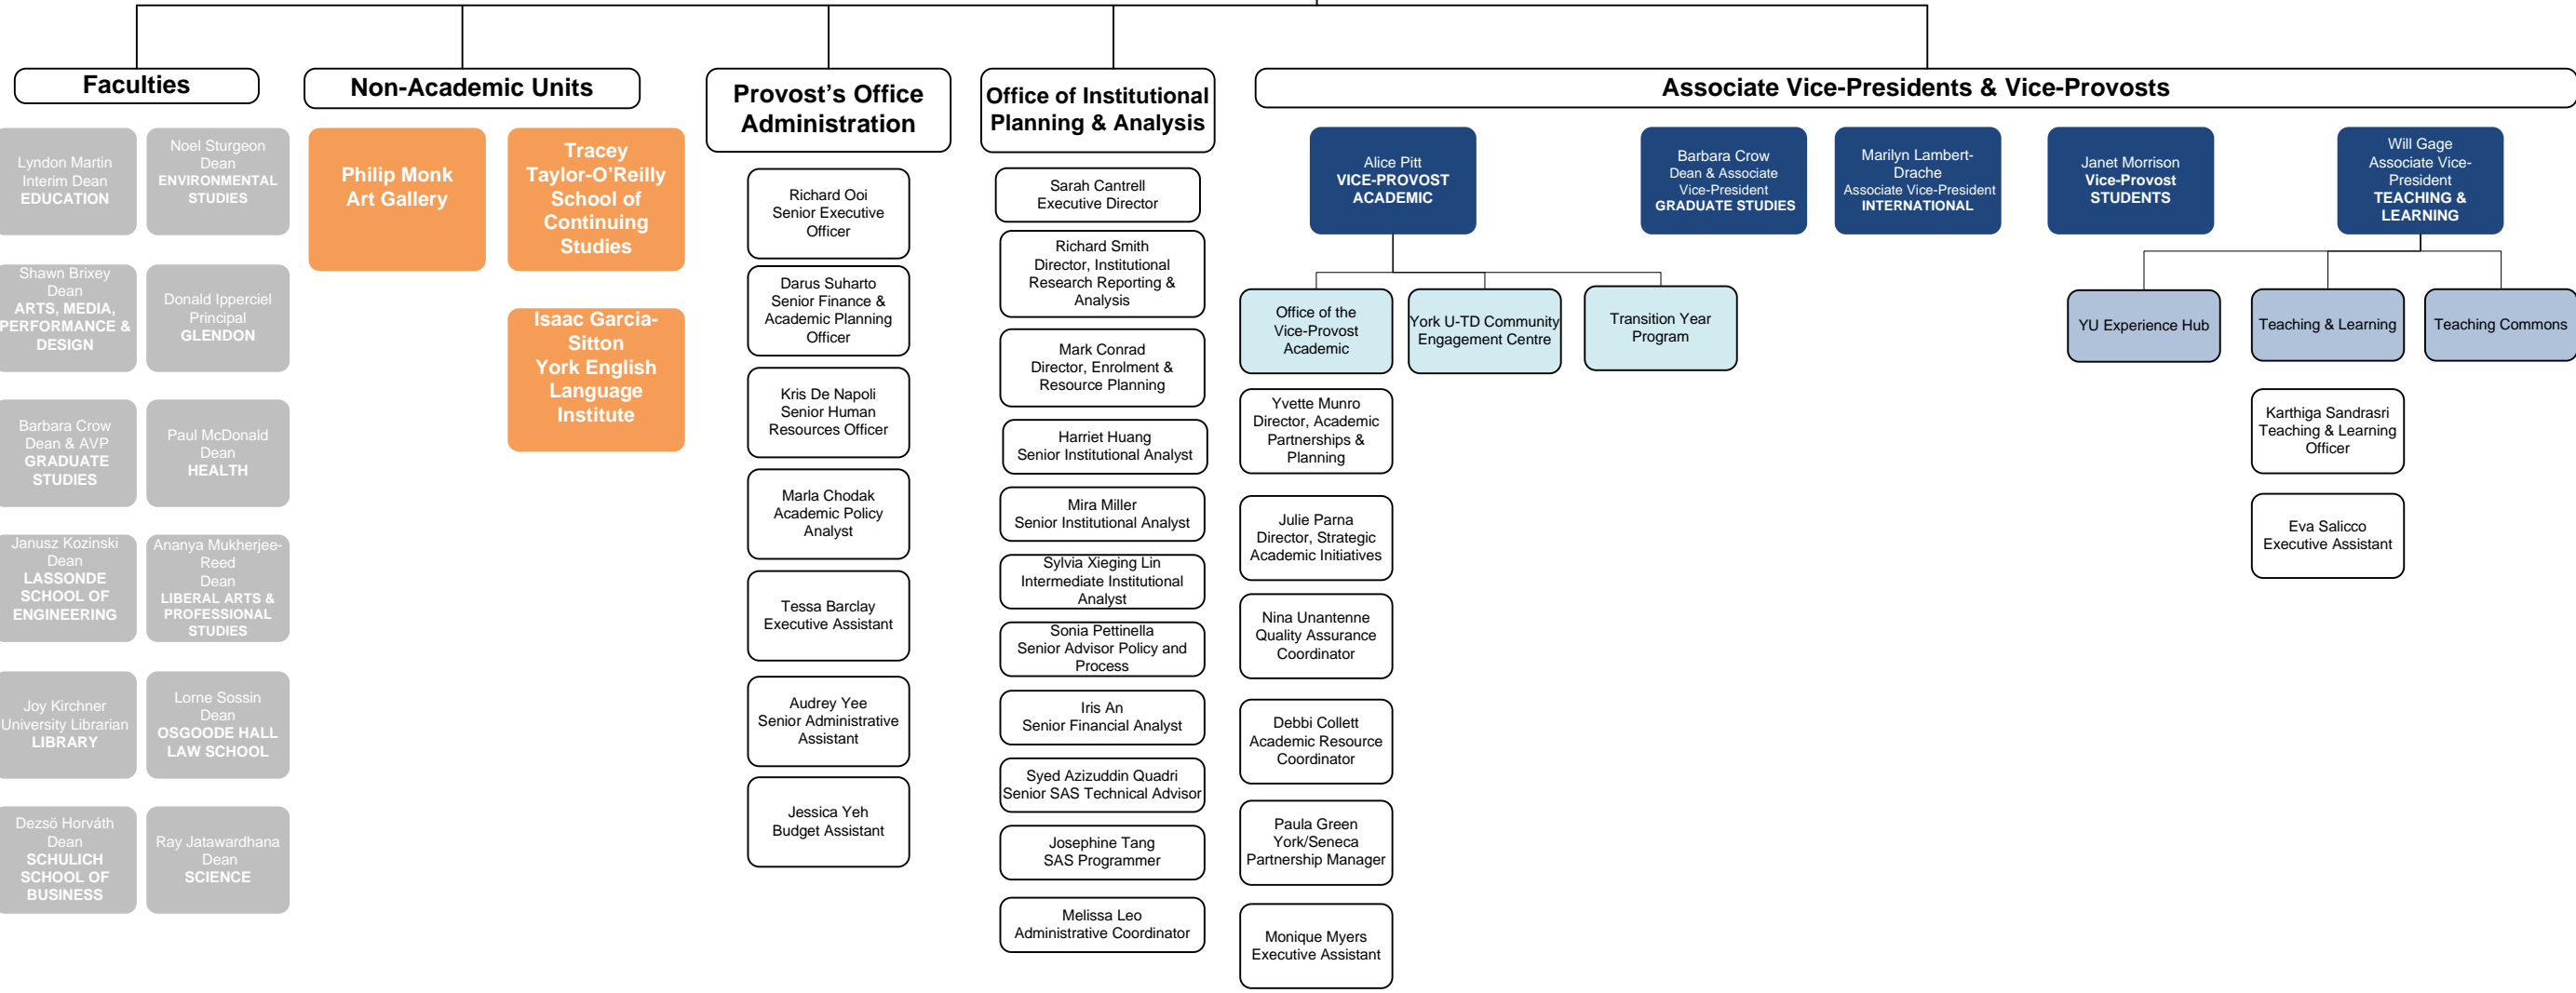 Faculties
Lyndon Martin
Interim Dean
EDUCATION
Noel Sturgeon
Dean
ENVIRONMENTAL
STUDIES
Shawn Brixey
Dean
ARTS, MEDIA,
PERFORMANCE &
DESIGN
Donald Ipperciel
Principal
GLENDON
Barbara Crow
Dean & AVP
GRADUATE
STUDIES
Paul McDonald
Dean
HEALTH
Janusz Kozinski
Dean
LASSONDE
SCHOOL OF
ENGINEERING
Ananya Mukherjee-
Reed
Dean
LIBERAL ARTS &
PROFESSIONAL
STUDIES
Joy Kirchner
University Librarian
LIBRARY
Lorne Sossin
Dean
OSGOODE HALL
LAW SCHOOL
Dezsö Horváth
Dean
SCHULICH
SCHOOL OF
BUSINESS
Ray Jatawardhana
Dean
SCIENCE
Non-Academic Units
Philip Monk
Art Gallery
Tracey
Taylor-O'Reilly
School of
Continuing
Studies
Isaac Garcia-
Sitton
York English
Language
Institute
Provost's Office
Administration
Richard Ooi
Senior Executive
Officer
Darus Suharto
Senior Finance &
Academic Planning
Officer
Kris De Napoli
Senior Human
Resources Officer
Marla Chodak
Academic Policy
Analyst
Tessa Barclay
Executive Assistant
Audrey Yee
Senior Administrative
Assistant
Jessica Yeh
Budget Assistant
Office of Institutional
Planning & Analysis
Sarah Cantrell
Executive Director
Richard Smith
Director, Institutional
Research Reporting &
Analysis
Mark Conrad
Director, Enrolment &
Resource Planning
Harriet Huang
Senior Institutional Analyst
Mira Miller
Senior Institutional Analyst
Sylvia Xieging Lin
Intermediate Institutional
Analyst
Sonia Pettinella
Senior Advisor Policy and
Process
Iris An
Senior Financial Analyst
Syed Azizuddin Quadri
Senior SAS Technical Advisor
Josephine Tang
SAS Programmer
Melissa Leo
Administrative Coordinator
Associate Vice-Presidents & Vice-Provosts
Alice Pitt
VICE-PROVOST
ACADEMIC
Barbara Crow
Dean & Associate
Vice-President
GRADUATE STUDIES
Marilyn Lambert-
Drache
Associate Vice-President
INTERNATIONAL
Janet Morrison
Vice-Provost
STUDENTS
Will Gage
Associate Vice-
President
TEACHING &
LEARNING
Office of the
Vice-Provost
Academic
York U-TD Community
Engagement Centre
Transition Year
Program
YU Experience Hub
Teaching & Learning
Teaching Commons
Yvette Munro
Director, Academic
Partnerships &
Planning
Julie Parna
Director, Strategic
Academic Initiatives
Nina Unantenne
Quality Assurance
Coordinator
Debbi Collett
Academic Resource
Coordinator
Paula Green
York/Seneca
Partnership Manager
Monique Myers
Executive Assistant
Karthiga Sandrasri
Teaching & Learning
Officer
Eva Salicco
Executive Assistant